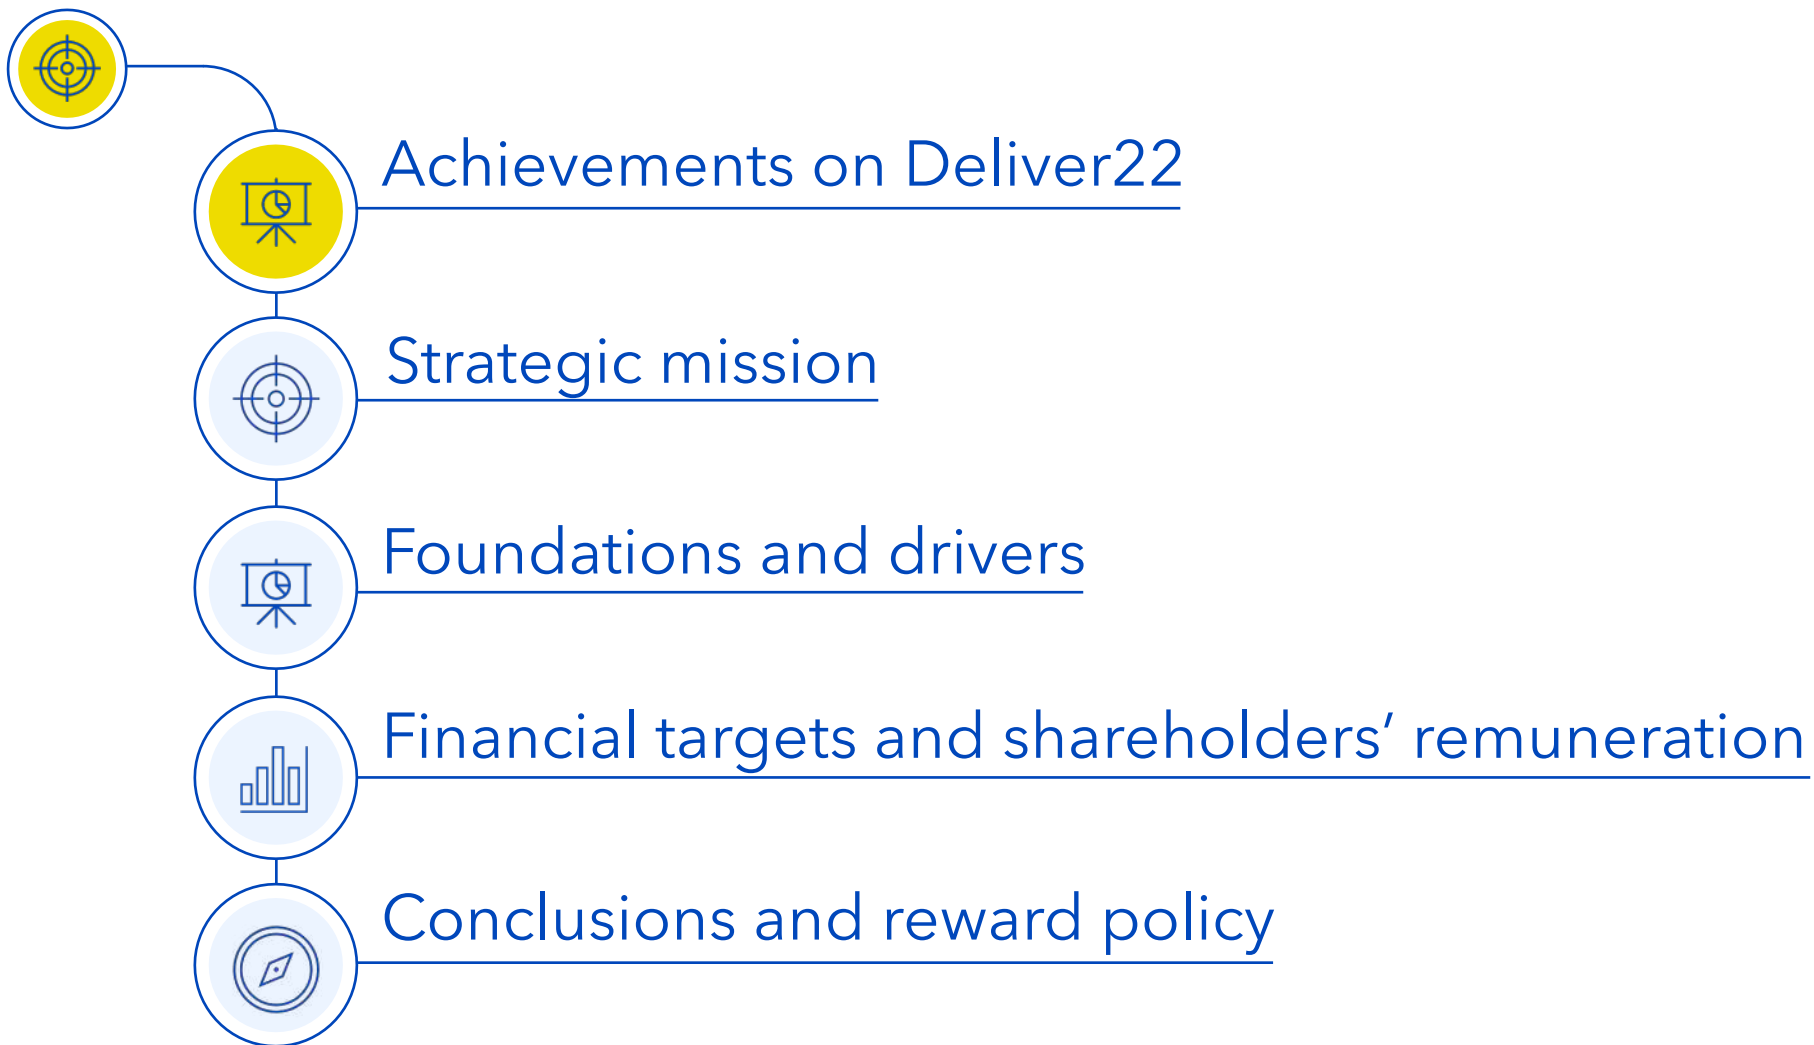 Achievements on Deliver22
Strategic mission
Foundations and drivers
Financial targets and shareholders’ remuneration
Conclusions and reward policy